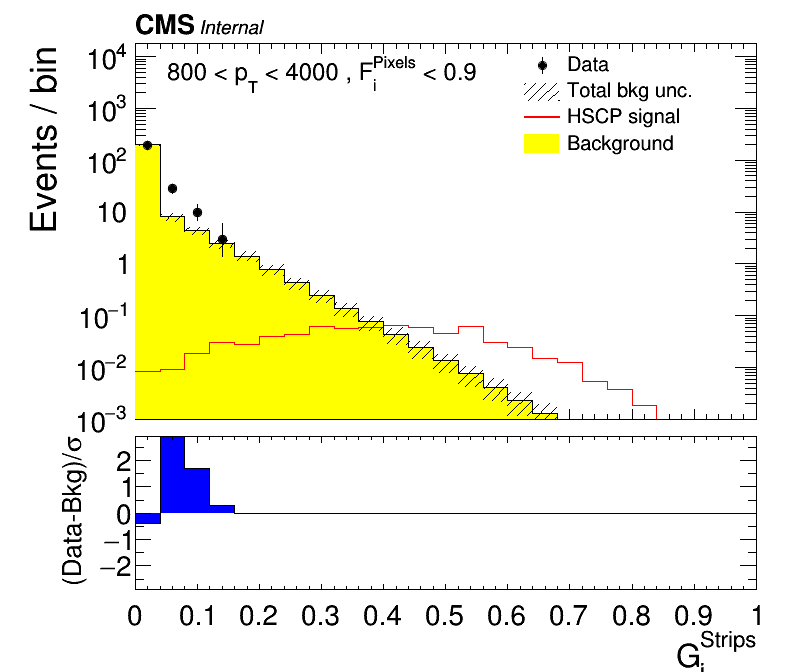 CMS Internal
800 < p_T < 4000 , F_i^Pixels < 0.9
Data
Total bkg unc.
HSCP signal
Background
Events / bin
10^4
10^3
10^2
10
1
10^−1
10^−2
10^−3
(Data-Bkg)/σ
2
1
0
−1
−2
0 0.1 0.2 0.3 0.4 0.5 0.6 0.7 0.8 0.9 1
G_i^Strips